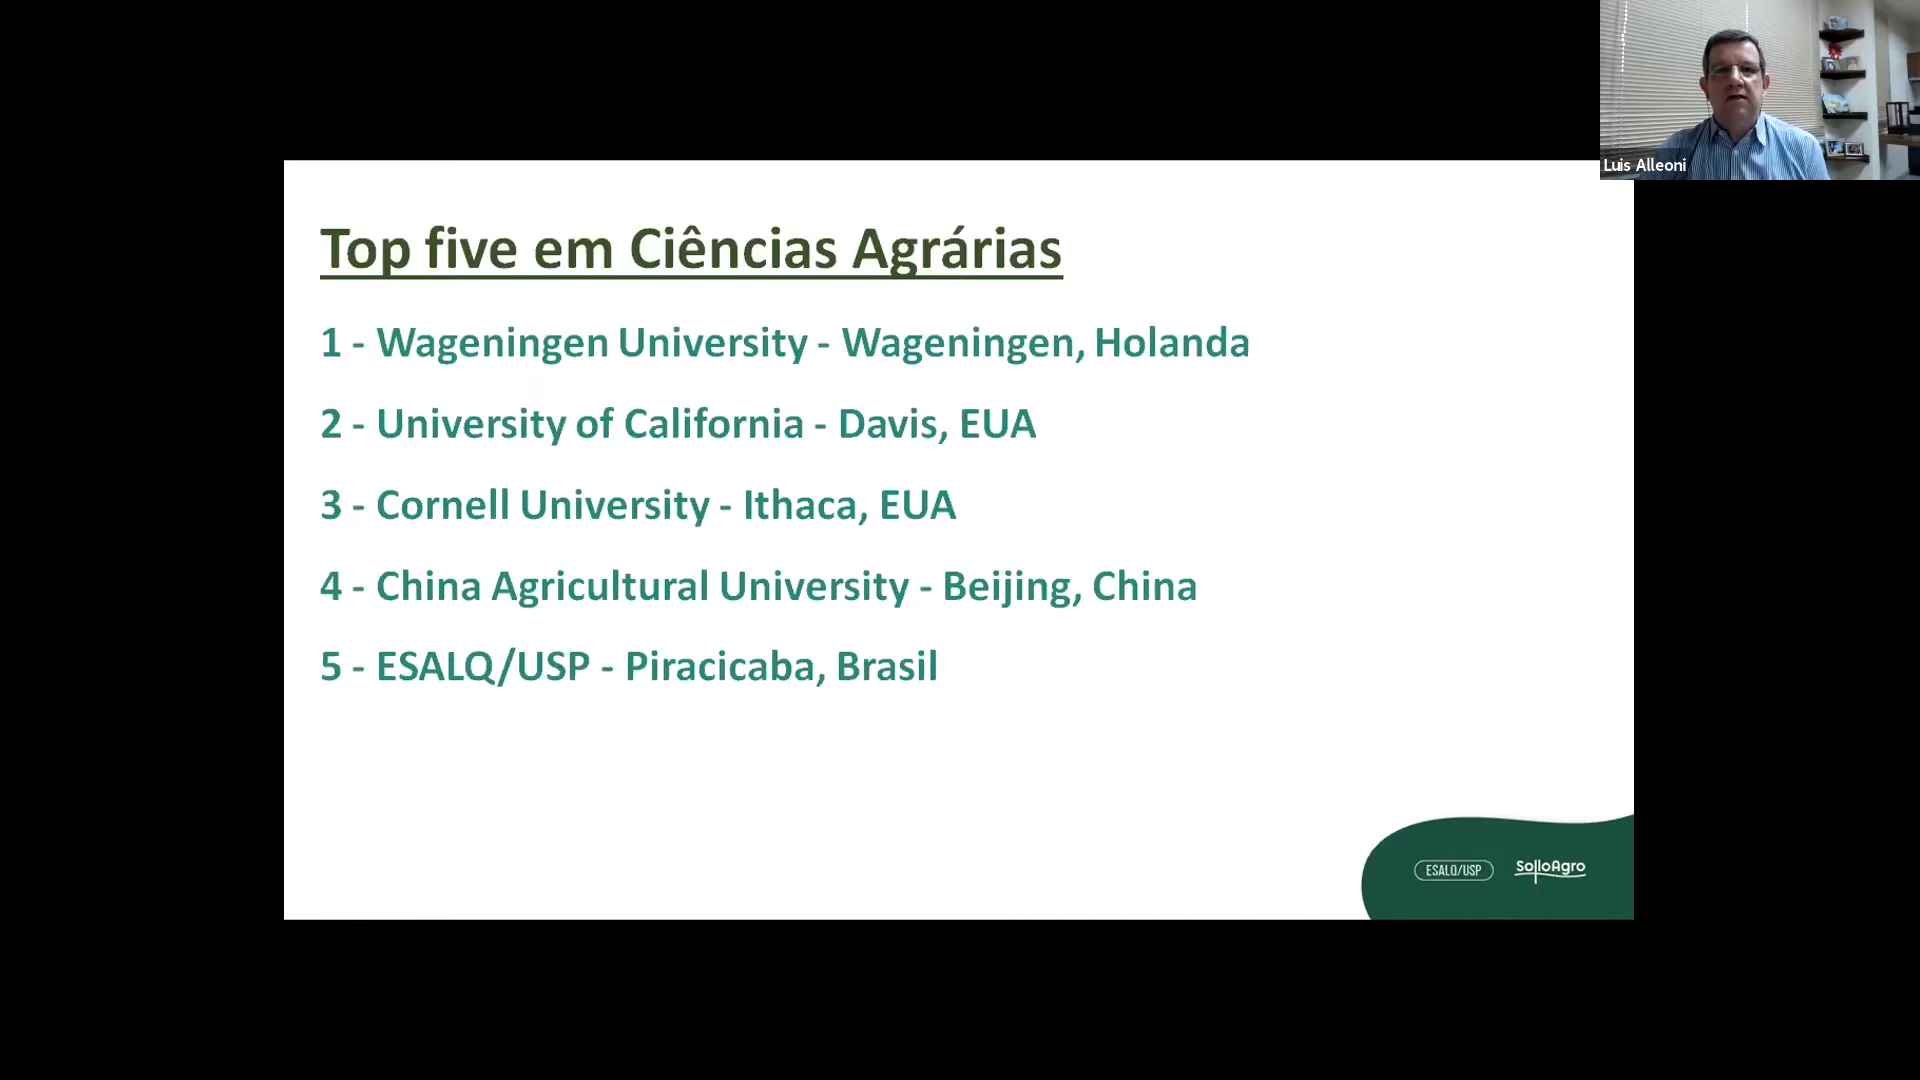 Luis Alleoni
Top five em Ciências Agrárias
1 - Wageningen University - Wageningen, Holanda
2 - University of California - Davis, EUA
3 - Cornell University - Ithaca, EUA
4 - China Agricultural University - Beijing, China
5 - ESALQ/USP - Piracicaba, Brasil
ESALQ/USP
SolloAgro